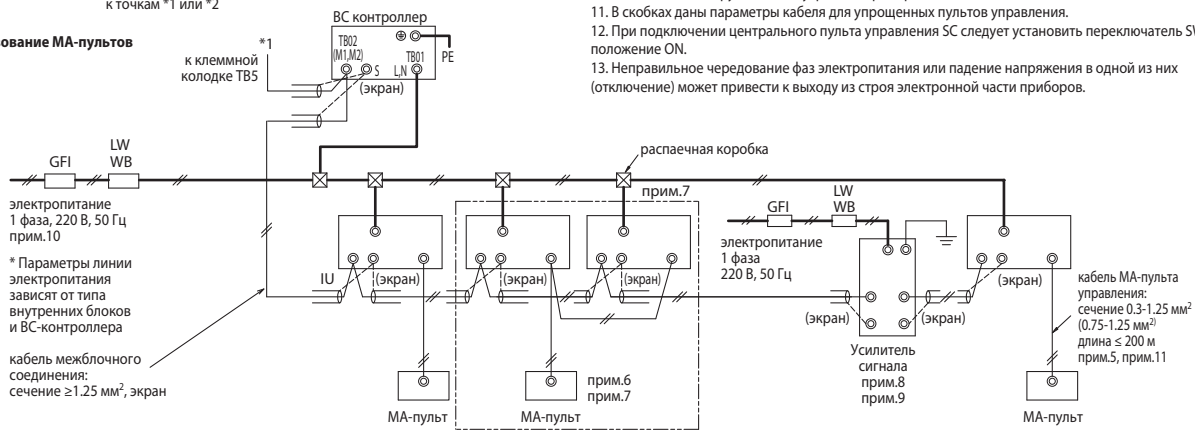 к точкам *1 или *2
зование МА-пультов
*1
к клеммной
колодке ТВ5
ВС контроллер
TB02
(M1,M2)
S
(экран)
TB01
L,N
PE
11. В скобках даны параметры кабеля для упрощенных пультов управления.
12. При подключении центрального пульта управления SC следует установить переключатель SW
положение ON.
13. Неправильное чередование фаз электропитания или падение напряжения в одной из них
(отключение) может привести к выходу из строя электронной части приборов.
GFI
LW
WB
распаечная коробка
прим.7
электропитание
1 фаза, 220 В, 50 Гц
прим.10
* Параметры линии
электропитания
зависят от типа
внутренних блоков
и ВС-контроллера
кабель межблочного
соединения:
сечение ≥1.25 мм², экран
IU
(экран)
(экран)
(экран)
GFI
LW
WB
электропитание
1 фаза
220 В, 50 Гц
(экран)
(экран)
(экран)
Усилитель
сигнала
прим.8
прим.9
кабель МА-пульта
управления:
сечение 0.3-1.25 мм²
(0.75-1.25 мм²⁾
длина ≤ 200 м
прим.5, прим.11
прим.6
прим.7
МА-пульт
МА-пульт
МА-пульт